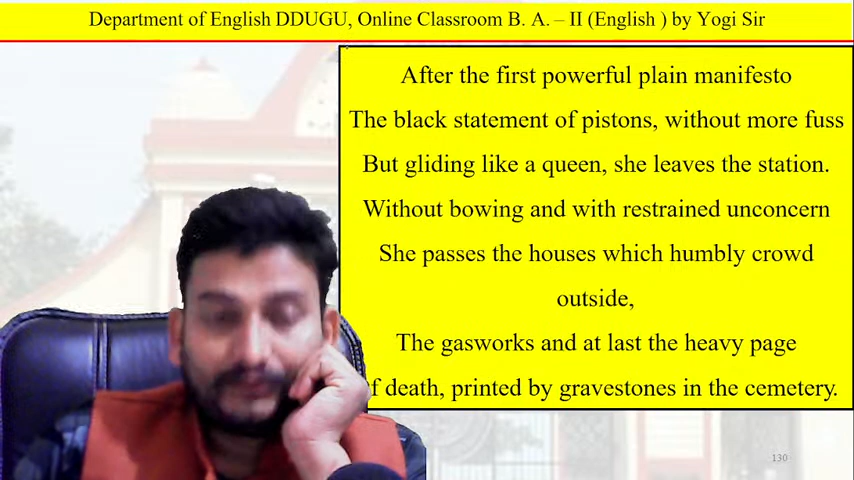 Department of English DDUGU, Online Classroom B. A. – II (English ) by Yogi Sir
After the first powerful plain manifesto
The black statement of pistons, without more fuss
But gliding like a queen, she leaves the station.
Without bowing and with restrained unconcern
She passes the houses which humbly crowd
outside,
The gasworks and at last the heavy page
death, printed by gravestones in the cemetery.
130